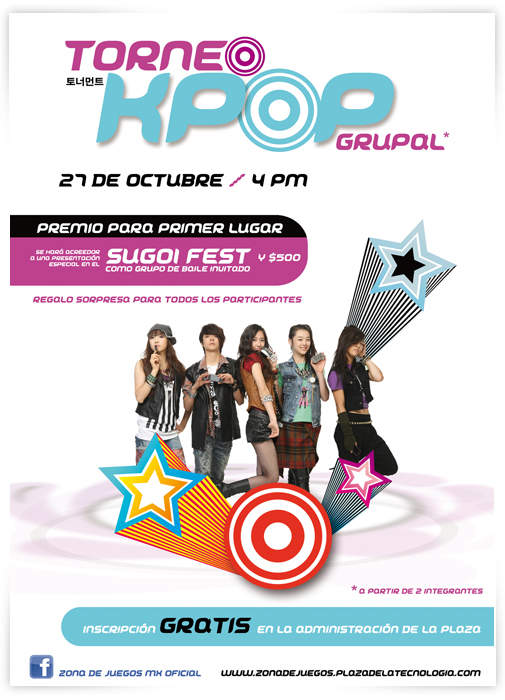 TORNEO
토너먼트
KPOP
GRUPAL*
27 DE OCTUBRE / 4 PM
PREMIO PARA PRIMER LUGAR
SE HARÁ ACREEDOR
A UNA PRESENTACIÓN
ESPECIAL EN EL
SUGOI FEST
COMO GRUPO DE BAILE INVITADO
Y $500
REGALO SORPRESA PARA TODOS LOS PARTICIPANTES
* A PARTIR DE 2 INTEGRANTES
INSCRIPCIÓN GRATIS EN LA ADMINISTRACIÓN DE LA PLAZA
f ZONA DE JUEGOS MX OFICIAL
WWW.ZONADEJUEGOS.PLAZADELATECNOLOGIA.COM